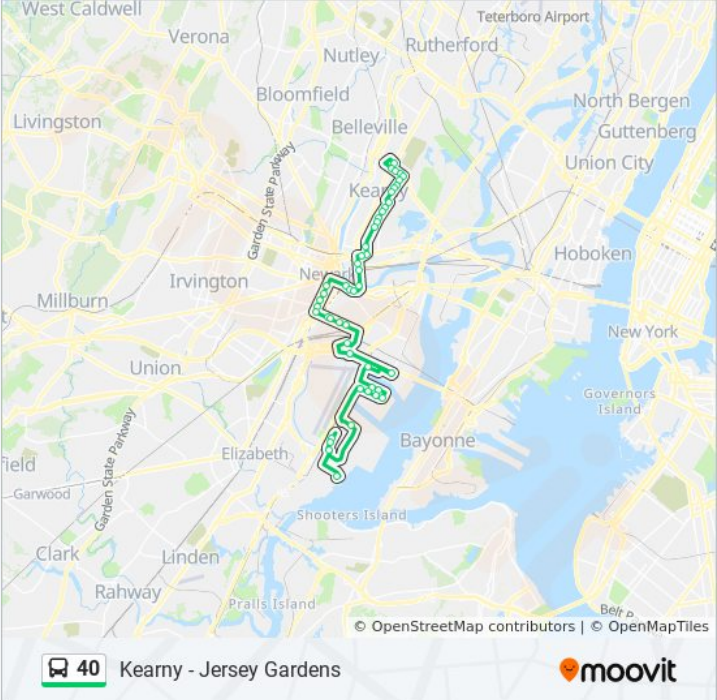 West Caldwell
Teterboro Airport
Verona
Rutherford
Nutley
Bloomfield
North Bergen
Livingston
Belleville
Guttenberg
Union City
Garden State Parkway
Kearny
Hoboken
Newark
Irvington
Millburn
New York
Union
Governors
Island
Garden State Parkway
Bayonne
Elizabeth
field
Garwood
Shooters Island
Clark
Linden
Rahway
Pralls Island
Belt P
© OpenStreetMap contributors | © OpenMapTiles
40 Kearny - Jersey Gardens
moovit